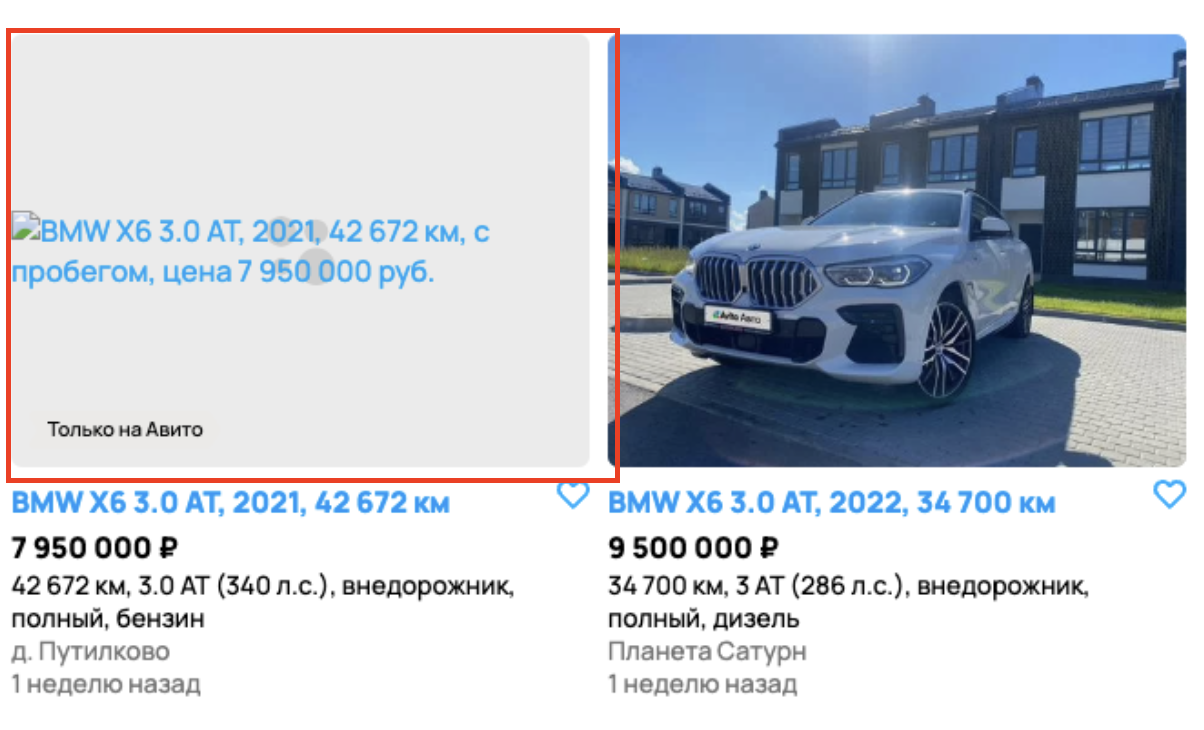 BMW X6 3.0 AT, 2021, 42 672 км, с
пробегом, цена 7 950 000 руб.
Только на Авито
Avito Авто
BMW X6 3.0 AT, 2021, 42 672 км
7 950 000 ₽
42 672 км, 3.0 AT (340 л.с.), внедорожник,
полный, бензин
д. Путилково
1 неделю назад
BMW X6 3.0 AT, 2022, 34 700 км
9 500 000 ₽
34 700 км, 3 AT (286 л.с.), внедорожник,
полный, дизель
Планета Сатурн
1 неделю назад